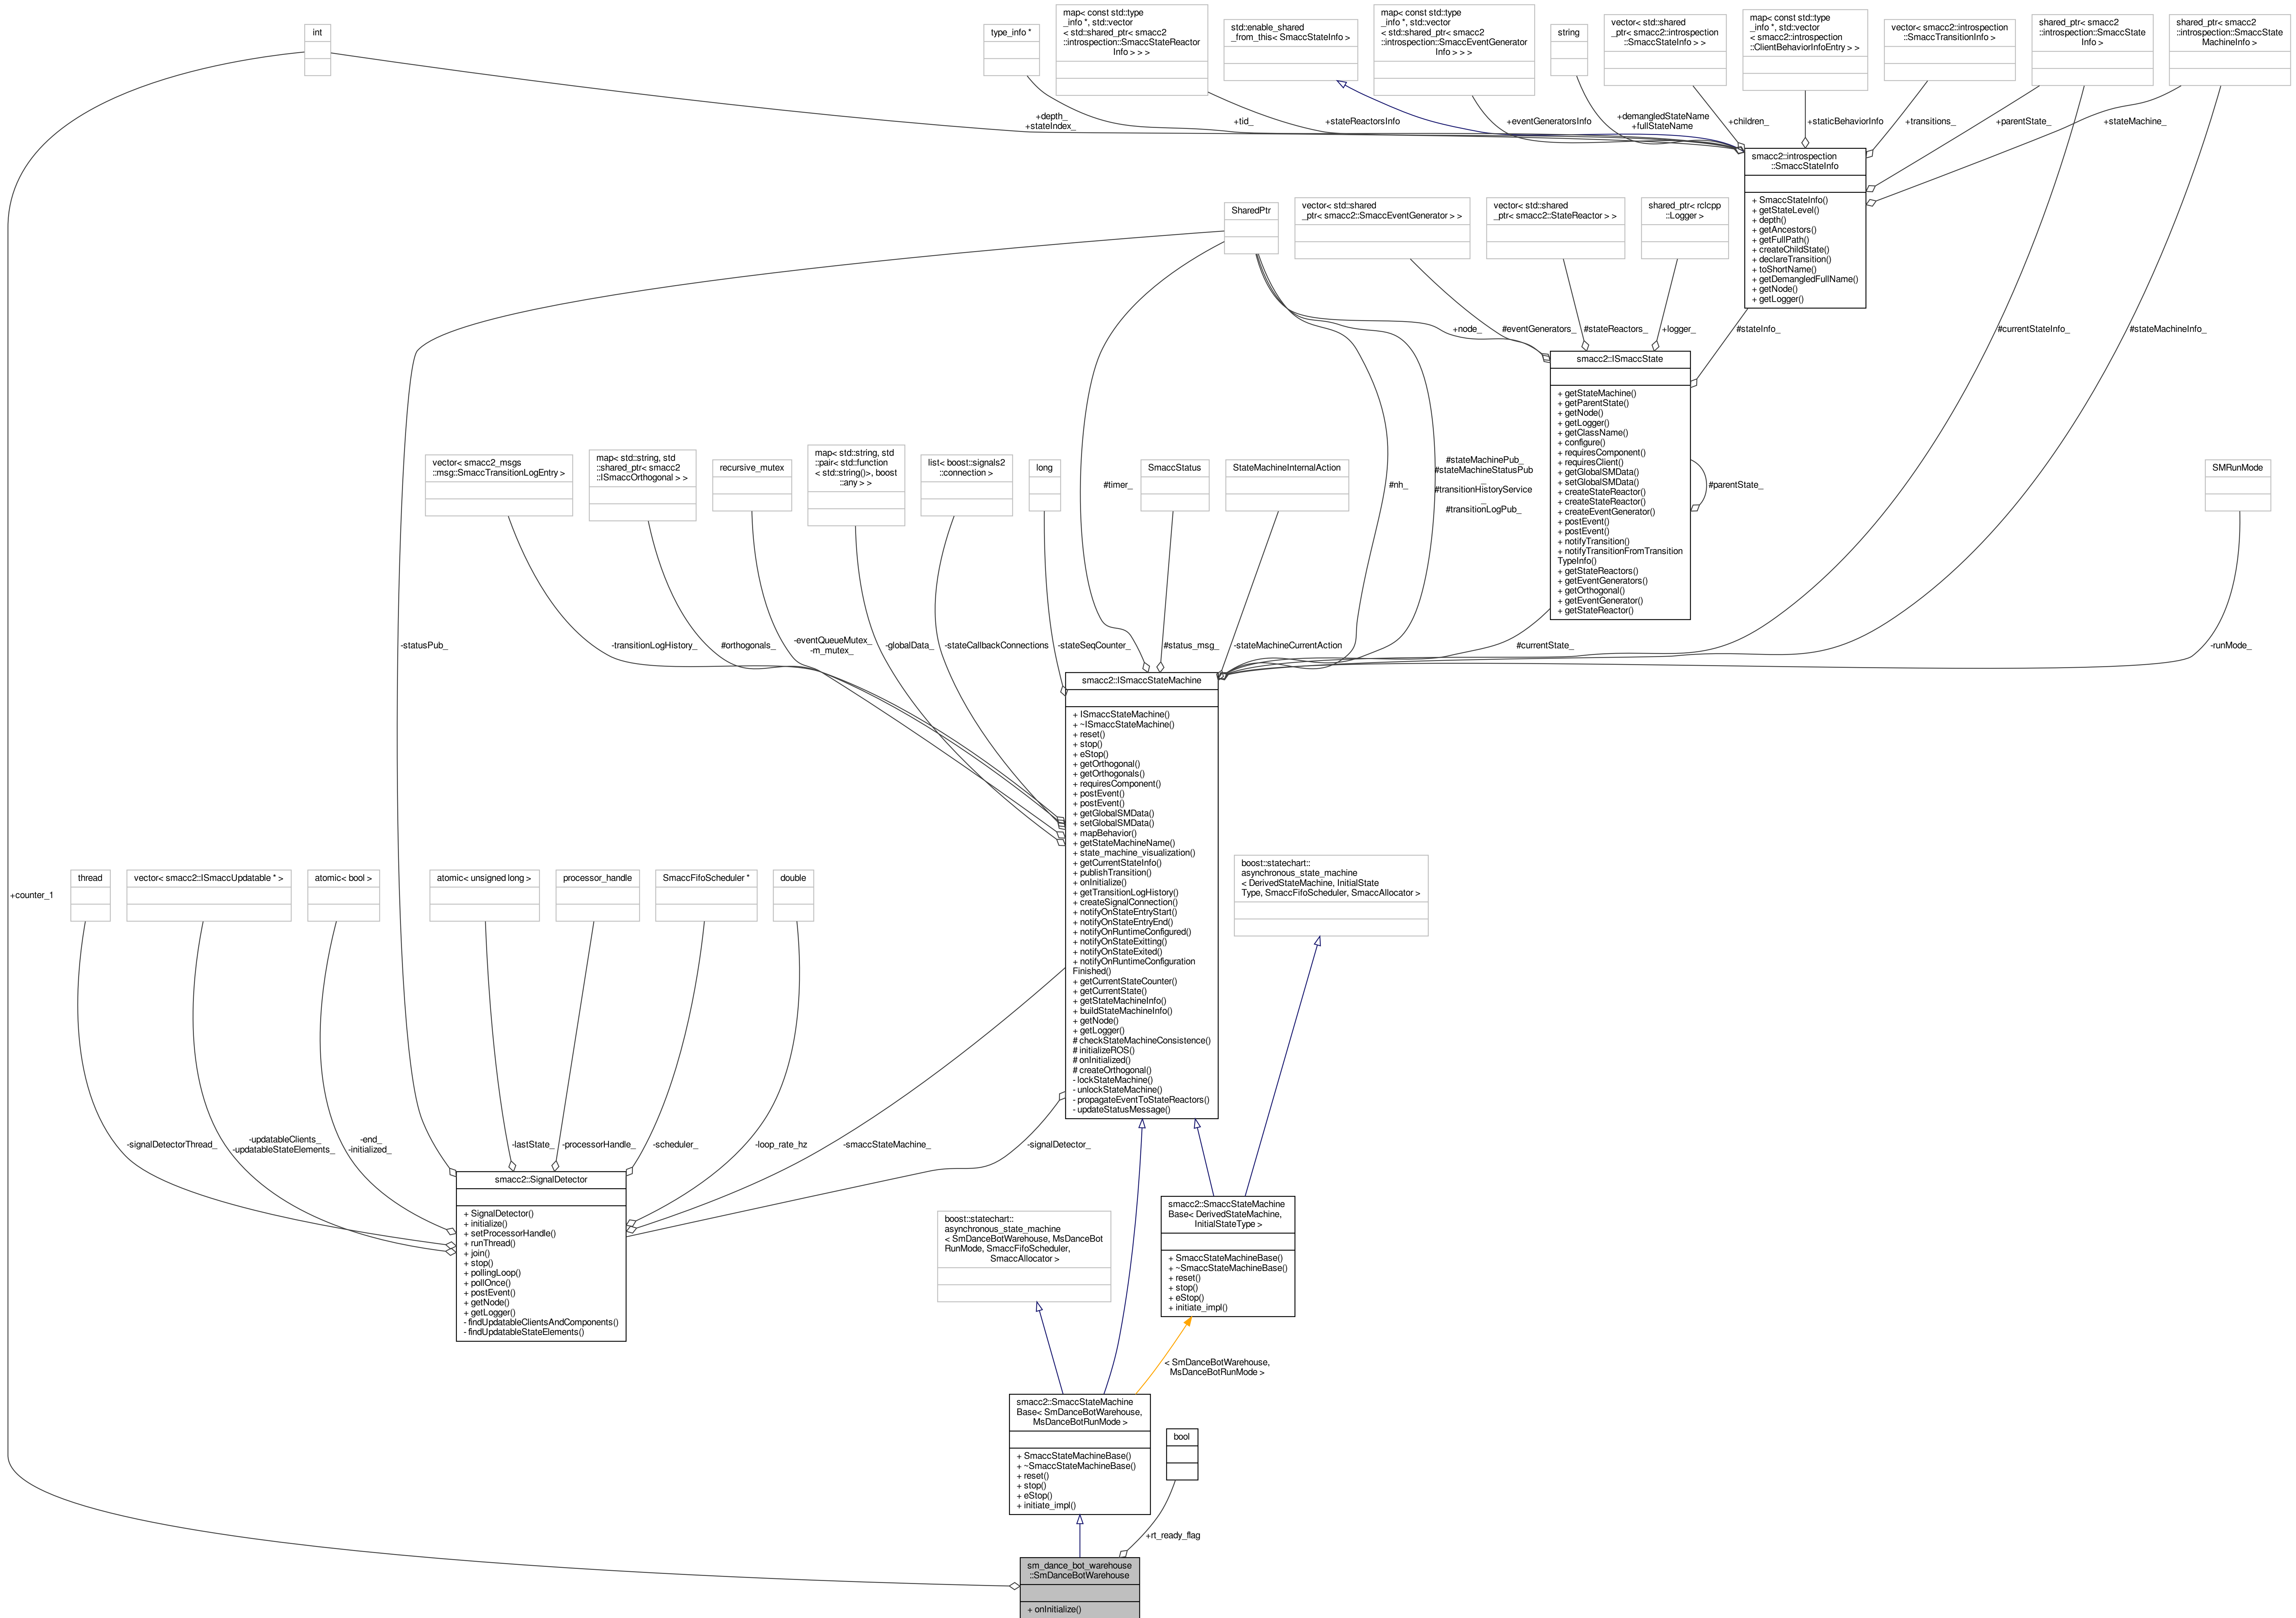 int
type_info *
map< const std::type
_info *, std::vector
< std::shared_ptr< smacc2
::introspection::SmaccStateReactor
Info > > >
std::enable_shared
_from_this< SmaccStateInfo >
map< const std::type
_info *, std::vector
< std::shared_ptr< smacc2
::introspection::SmaccEventGenerator
Info > > >
string
vector< std::shared
_ptr< smacc2::introspection
::SmaccStateInfo > >
map< const std::type
_info *, std::vector
< smacc2::introspection
::ClientBehaviorInfoEntry > >
vector< smacc2::introspection
::SmaccTransitionInfo >
shared_ptr< smacc2
::introspection::SmaccState
Info >
shared_ptr< smacc2
::introspection::SmaccState
MachineInfo >
+depth_
+stateIndex_
+tid_
+stateReactorsInfo
+eventGeneratorsInfo
+demangledStateName
+fullStateName
+children_
+staticBehaviorInfo
+transitions_
+parentState_
+stateMachine_
smacc2::introspection
::SmaccStateInfo
+ SmaccStateInfo()
+ getStateLevel()
+ depth()
+ getAncestors()
+ getFullPath()
+ createChildState()
+ declareTransition()
+ toShortName()
+ getDemangledFullName()
+ getNode()
+ getLogger()
SharedPtr
vector< std::shared
_ptr< smacc2::SmaccEventGenerator > >
vector< std::shared
_ptr< smacc2::StateReactor > >
shared_ptr< rclcpp
::Logger >
+node_
#eventGenerators_
#stateReactors_
+logger_
#stateInfo_
#currentStateInfo_
#stateMachineInfo_
smacc2::ISmaccState
+ getStateMachine()
+ getParentState()
+ getNode()
+ getLogger()
+ getClassName()
+ configure()
+ requiresComponent()
+ requiresClient()
+ getGlobalSMData()
+ setGlobalSMData()
+ createStateReactor()
+ createStateReactor()
+ createEventGenerator()
+ postEvent()
+ postEvent()
+ notifyTransition()
+ notifyTransitionFromTransition
TypeInfo()
+ getStateReactors()
+ getEventGenerators()
+ getOrthogonal()
+ getEventGenerator()
+ getStateReactor()
#parentState_
vector< smacc2_msgs
::msg::SmaccTransitionLogEntry >
map< std::string, std
::shared_ptr< smacc2
::ISmaccOrthogonal > >
recursive_mutex
map< std::string, std
::pair< std::function
< std::string()>, boost
::any > >
list< boost::signals2
::connection >
long
SmaccStatus
StateMachineInternalAction
SMRunMode
#timer_
#nh_
#stateMachinePub_
#stateMachineStatusPub
_
#transitionHistoryService
_
#transitionLogPub_
-statusPub_
-transitionLogHistory_
#orthogonals_
-eventQueueMutex_
-m_mutex_
-globalData_
-stateCallbackConnections
-stateSeqCounter_
#status_msg_
-stateMachineCurrentAction
#currentState_
-runMode_
smacc2::ISmaccStateMachine
+ ISmaccStateMachine()
+ ~ISmaccStateMachine()
+ reset()
+ stop()
+ eStop()
+ getOrthogonal()
+ getOrthogonals()
+ requiresComponent()
+ postEvent()
+ postEvent()
+ getGlobalSMData()
+ setGlobalSMData()
+ mapBehavior()
+ getStateMachineName()
+ state_machine_visualization()
+ getCurrentStateInfo()
+ publishTransition()
+ onInitialize()
+ getTransitionLogHistory()
+ createSignalConnection()
+ notifyOnStateEntryStart()
+ notifyOnStateEntryEnd()
+ notifyOnRuntimeConfigured()
+ notifyOnStateExitting()
+ notifyOnStateExited()
+ notifyOnRuntimeConfiguration
Finished()
+ getCurrentStateCounter()
+ getCurrentState()
+ getStateMachineInfo()
+ buildStateMachineInfo()
+ getNode()
+ getLogger()
# checkStateMachineConsistence()
# initializeROS()
# onInitialized()
# createOrthogonal()
- lockStateMachine()
- unlockStateMachine()
- propagateEventToStateReactors()
- updateStatusMessage()
+counter_1
thread
vector< smacc2::ISmaccUpdatable * >
atomic< bool >
atomic< unsigned long >
processor_handle
SmaccFifoScheduler *
double
boost::statechart::
asynchronous_state_machine
< DerivedStateMachine, InitialState
Type, SmaccFifoScheduler, SmaccAllocator >
-signalDetectorThread_
-updatableClients_
-updatableStateElements_
-end_
-initialized_
-lastState_
-processorHandle_
-scheduler_
-loop_rate_hz
-smaccStateMachine_
-signalDetector_
smacc2::SignalDetector
+ SignalDetector()
+ initialize()
+ setProcessorHandle()
+ runThread()
+ join()
+ stop()
+ pollingLoop()
+ pollOnce()
+ postEvent()
+ getNode()
+ getLogger()
- findUpdatableClientsAndComponents()
- findUpdatableStateElements()
boost::statechart::
asynchronous_state_machine
< SmDanceBotWarehouse, MsDanceBot
RunMode, SmaccFifoScheduler,
SmaccAllocator >
smacc2::SmaccStateMachine
Base< DerivedStateMachine,
InitialStateType >
+ SmaccStateMachineBase()
+ ~SmaccStateMachineBase()
+ reset()
+ stop()
+ eStop()
+ initiate_impl()
< SmDanceBotWarehouse,
MsDanceBotRunMode >
smacc2::SmaccStateMachine
Base< SmDanceBotWarehouse,
MsDanceBotRunMode >
+ SmaccStateMachineBase()
+ ~SmaccStateMachineBase()
+ reset()
+ stop()
+ eStop()
+ initiate_impl()
bool
+rt_ready_flag
sm_dance_bot_warehouse
::SmDanceBotWarehouse
+ onInitialize()